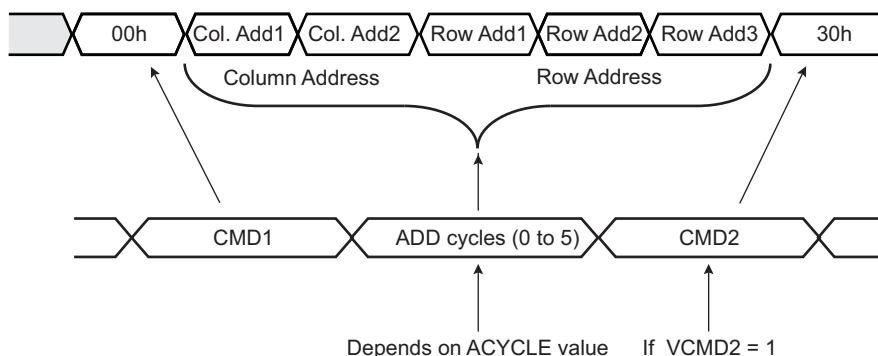 00h Col. Add1 Col. Add2 Row Add1 Row Add2 Row Add3 30h
Column Address Row Address
CMD1 ADD cycles (0 to 5) CMD2
Depends on ACYCLE value If VCMD2 = 1